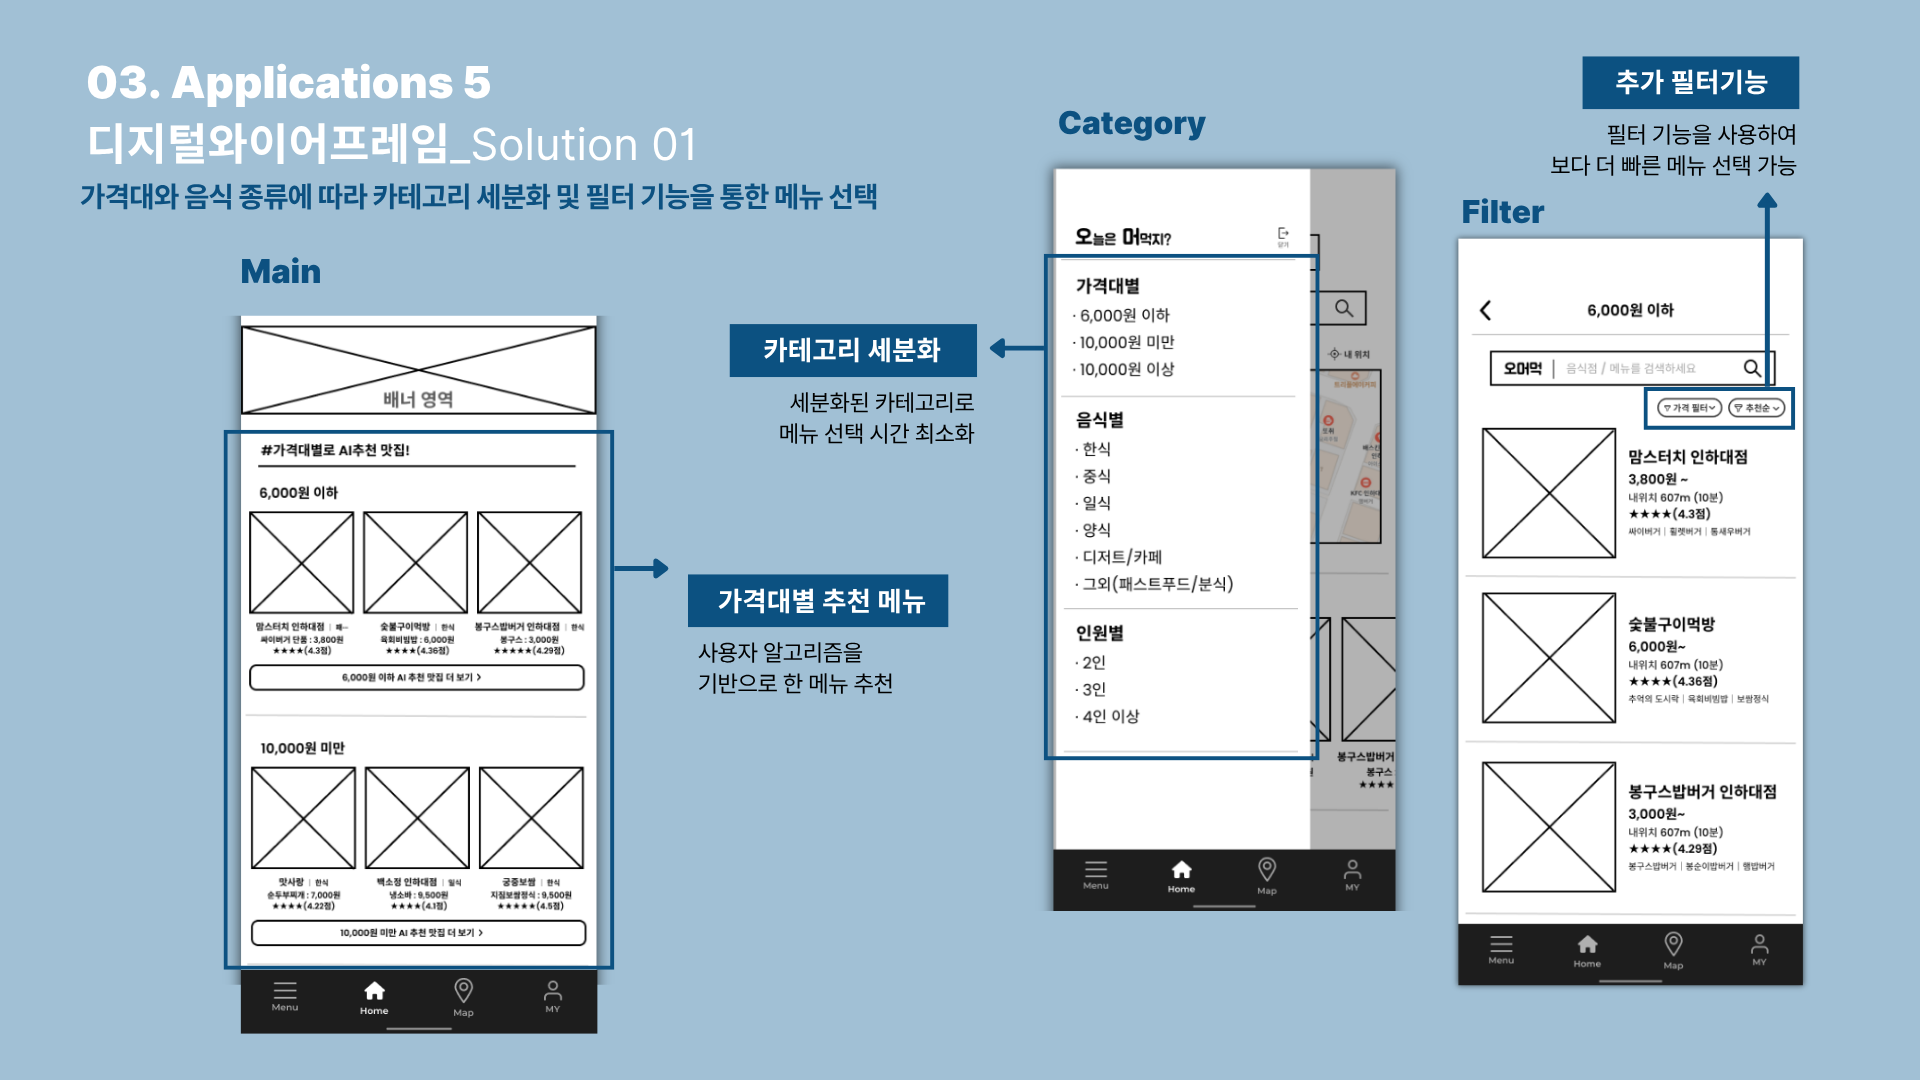 03. Applications 5
디지털와이어프레임_Solution 01
가격대와 음식 종류에 따라 카테고리 세분화 및 필터 기능을 통한 메뉴 선택
Main
배너 영역
#가격대별로 AI추천 맛집!
6,000원 이하
맘스터치 인하대점 | 패…
싸이버거 단품 : 3,800원
★★★★(4.3점)
숯불구이먹방 | 한식
육회비빔밥 : 6,000원
★★★★(4.36점)
봉구스밥버거 인하대점 | 한식
봉구스 : 3,000원
★★★★★(4.29점)
6,000원 이하 AI 추천 맛집 더 보기 >
10,000원 미만
맛사랑 | 한식
순두부찌개 : 7,000원
★★★★(4.22점)
백소정 인하대점 | 일식
냉소바 : 9,500원
★★★★(4.1점)
궁중보쌈 | 한식
지짐보쌈정식 : 9,500원
★★★★★(4.5점)
10,000원 미만 AI 추천 맛집 더 보기 >
Menu
Home
Map
MY
가격대별 추천 메뉴
사용자 알고리즘을
기반으로 한 메뉴 추천
카테고리 세분화
세분화된 카테고리로
메뉴 선택 시간 최소화
Category
오늘은 머먹지?
닫기
가격대별
· 6,000원 이하
· 10,000원 미만
· 10,000원 이상
음식별
· 한식
· 중식
· 일식
· 양식
· 디저트/카페
· 그외(패스트푸드/분식)
인원별
· 2인
· 3인
· 4인 이상
내 위치
봉구스밥버거
봉구스
★★★★
Menu
Home
Map
MY
추가 필터기능
필터 기능을 사용하여
보다 더 빠른 메뉴 선택 가능
Filter
6,000원 이하
오머먹 | 음식점 / 메뉴를 검색하세요
가격 필터
추천순
맘스터치 인하대점
3,800원 ~
내위치 607m (10분)
★★★★(4.3점)
싸이버거 | 휠렛버거 | 통새우버거
숯불구이먹방
6,000원~
내위치 607m (10분)
★★★★(4.36점)
추억의 도시락 | 육회비빔밥 | 보쌈정식
봉구스밥버거 인하대점
3,000원~
내위치 607m (10분)
★★★★(4.29점)
봉구스밥버거 | 봉순이밥버거 | 햄밥버거
Menu
Home
Map
MY